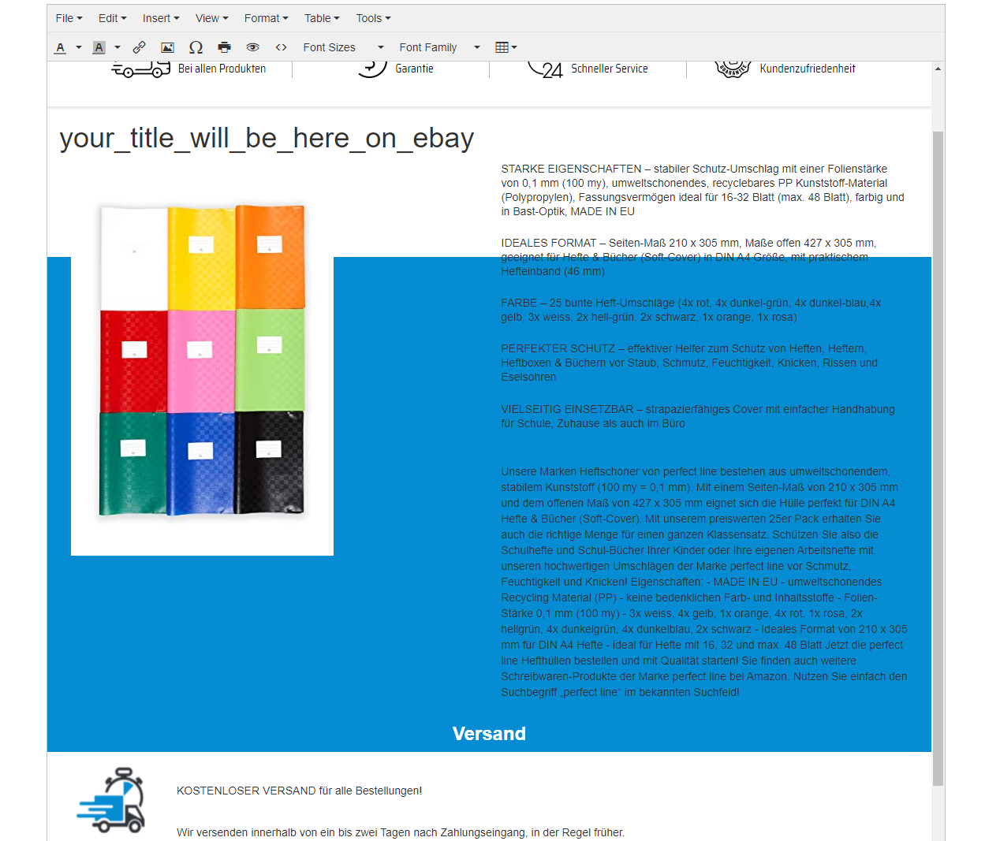 File Edit Insert View Format Table Tools
A A Ω <> Font Sizes Font Family
Bei allen Produkten Garantie 24 Schneller Service GUARANTEE Kundenzufriedenheit
your_title_will_be_here_on_ebay
STARKE EIGENSCHAFTEN – stabiler Schutz-Umschlag mit einer Folienstärke
von 0,1 mm (100 my), umweltschonendes, recyclebares PP Kunststoff-Material
(Polypropylen), Fassungsvermögen ideal für 16-32 Blatt (max. 48 Blatt), farbig und
in Bast-Optik, MADE IN EU
IDEALES FORMAT – Seiten-Maß 210 x 305 mm, Maße offen 427 x 305 mm,
geeignet für Hefte & Bücher (Soft-Cover) in DIN A4 Größe, mit praktischem
Hefteinband (46 mm)
FARBE – 25 bunte Heft-Umschläge (4x rot, 4x dunkel-grün, 4x dunkel-blau,4x
gelb, 3x weiss, 2x hell-grün, 2x schwarz, 1x orange, 1x rosa)
PERFEKTER SCHUTZ – effektiver Helfer zum Schutz von Heften, Heftern,
Heftboxen & Büchern vor Staub, Schmutz, Feuchtigkeit, Knicken, Rissen und
Eselsohren
VIELSEITIG EINSETZBAR – strapazierfähiges Cover mit einfacher Handhabung
für Schule, Zuhause als auch im Büro
Unsere Marken Heftschoner von perfect line bestehen aus umweltschonendem,
stabilem Kunststoff (100 my = 0,1 mm). Mit einem Seiten-Maß von 210 x 305 mm
und dem offenen Maß von 427 x 305 mm eignet sich die Hülle perfekt für DIN A4
Hefte & Bücher (Soft-Cover). Mit unserem preiswerten 25er Pack erhalten Sie
auch die richtige Menge für einen ganzen Klassensatz. Schützen Sie also die
Schulhefte und Schul-Bücher Ihrer Kinder oder Ihre eigenen Arbeitshefte mit
unseren hochwertigen Umschlägen der Marke perfect line vor Schmutz,
Feuchtigkeit und Knicken! Eigenschaften: - MADE IN EU - umweltschonendes
Recycling Material (PP) - keine bedenklichen Farb- und Inhaltsstoffe - Folien-
Stärke 0,1 mm (100 my) - 3x weiss, 4x gelb, 1x orange, 4x rot, 1x rosa, 2x
hellgrün, 4x dunkelgrün, 4x dunkelblau, 2x schwarz - Ideales Format von 210 x 305
mm für DIN A4 Hefte - ideal für Hefte mit 16, 32 und max. 48 Blatt Jetzt die perfect
line Hefthüllen bestellen und mit Qualität starten! Sie finden auch weitere
Schreibwaren-Produkte der Marke perfect line bei Amazon. Nutzen Sie einfach den
Suchbegriff „perfect line“ im bekannten Suchfeld!
Versand
KOSTENLOSER VERSAND für alle Bestellungen!
Wir versenden innerhalb von ein bis zwei Tagen nach Zahlungseingang, in der Regel früher.